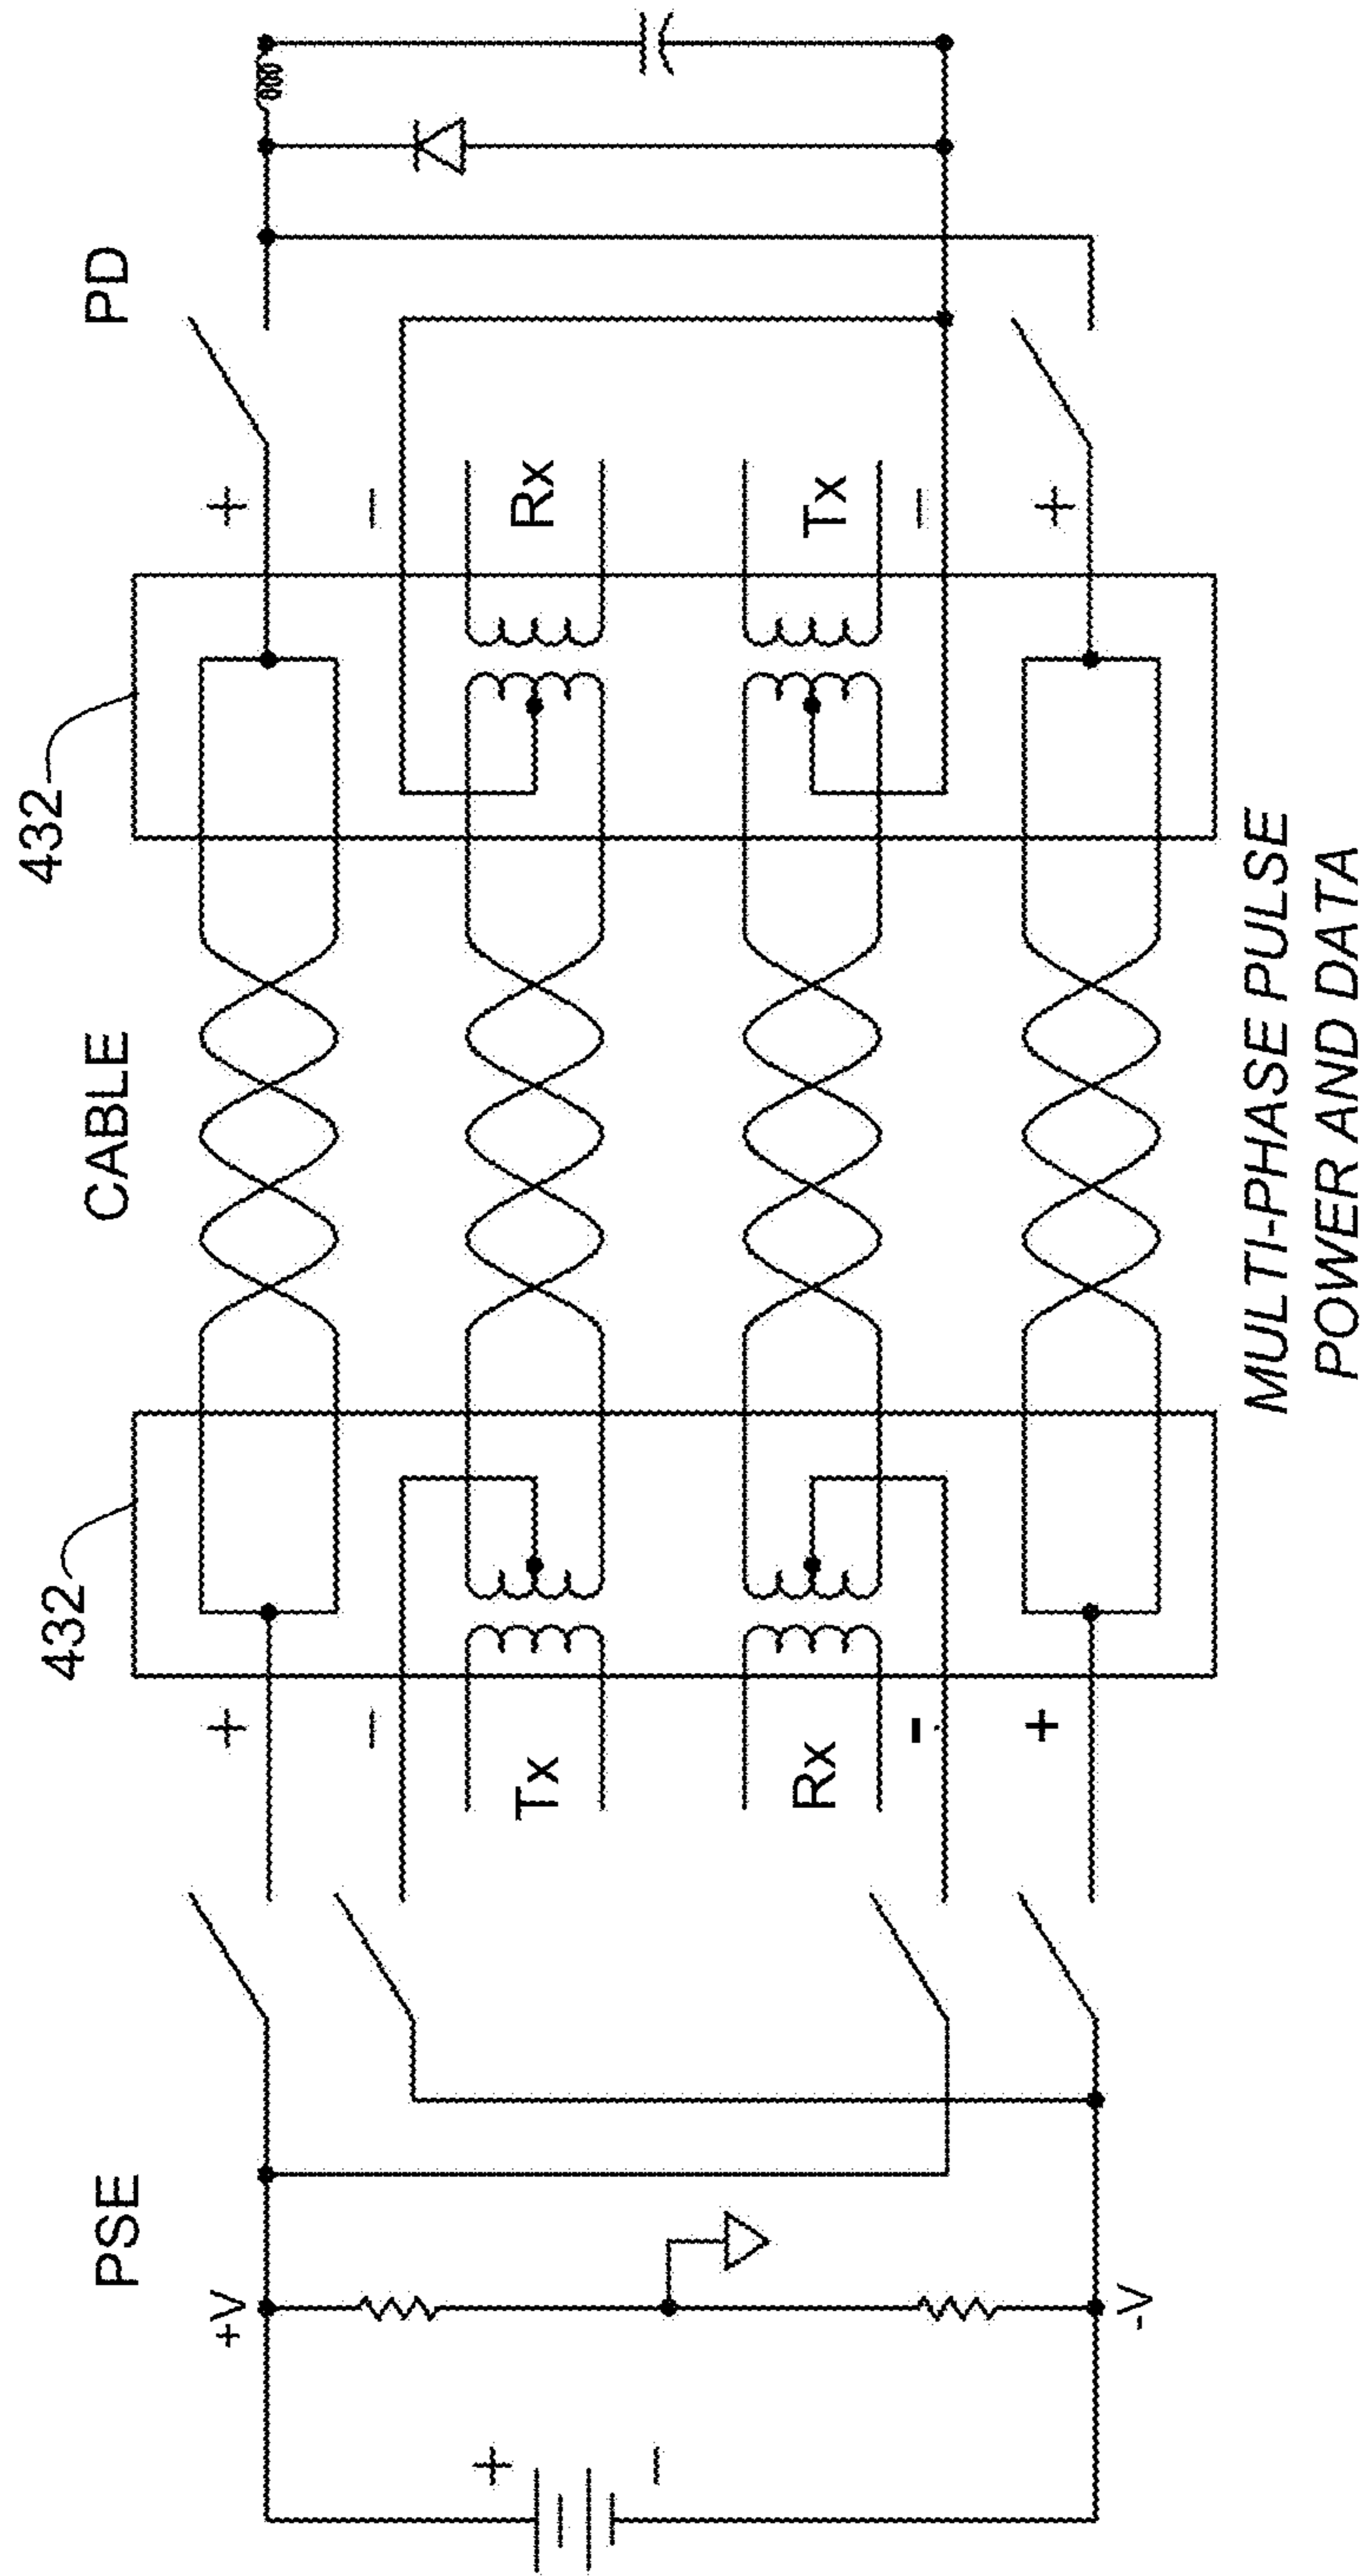 PSE
CABLE
PD
432
432
+V
-V
+
−
+
−
Tx
Rx
-
+
+
−
Rx
Tx
−
+
MULTI-PHASE PULSE
POWER AND DATA